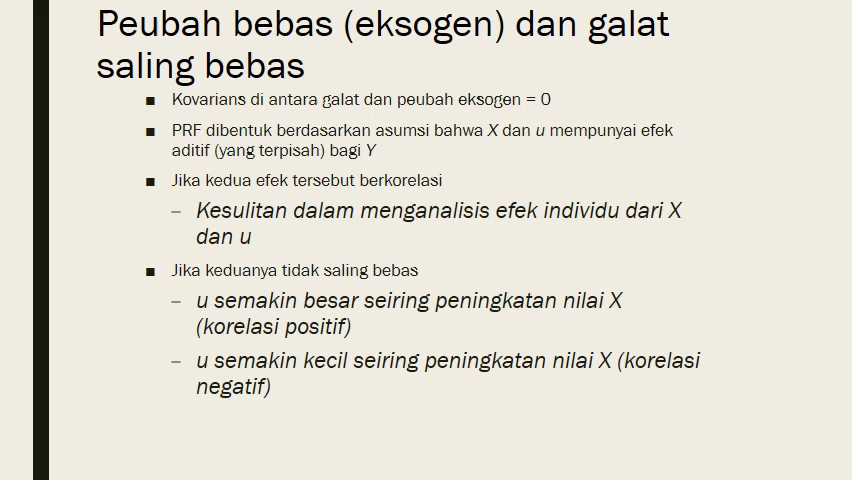 Peubah bebas (eksogen) dan galat
saling bebas
■ Kovarians di antara galat dan peubah eksogen = 0
■ PRF dibentuk berdasarkan asumsi bahwa X dan u mempunyai efek
aditif (yang terpisah) bagi Y
■ Jika kedua efek tersebut berkorelasi
– Kesulitan dalam menganalisis efek individu dari X
dan u
■ Jika keduanya tidak saling bebas
– u semakin besar seiring peningkatan nilai X
(korelasi positif)
– u semakin kecil seiring peningkatan nilai X (korelasi
negatif)